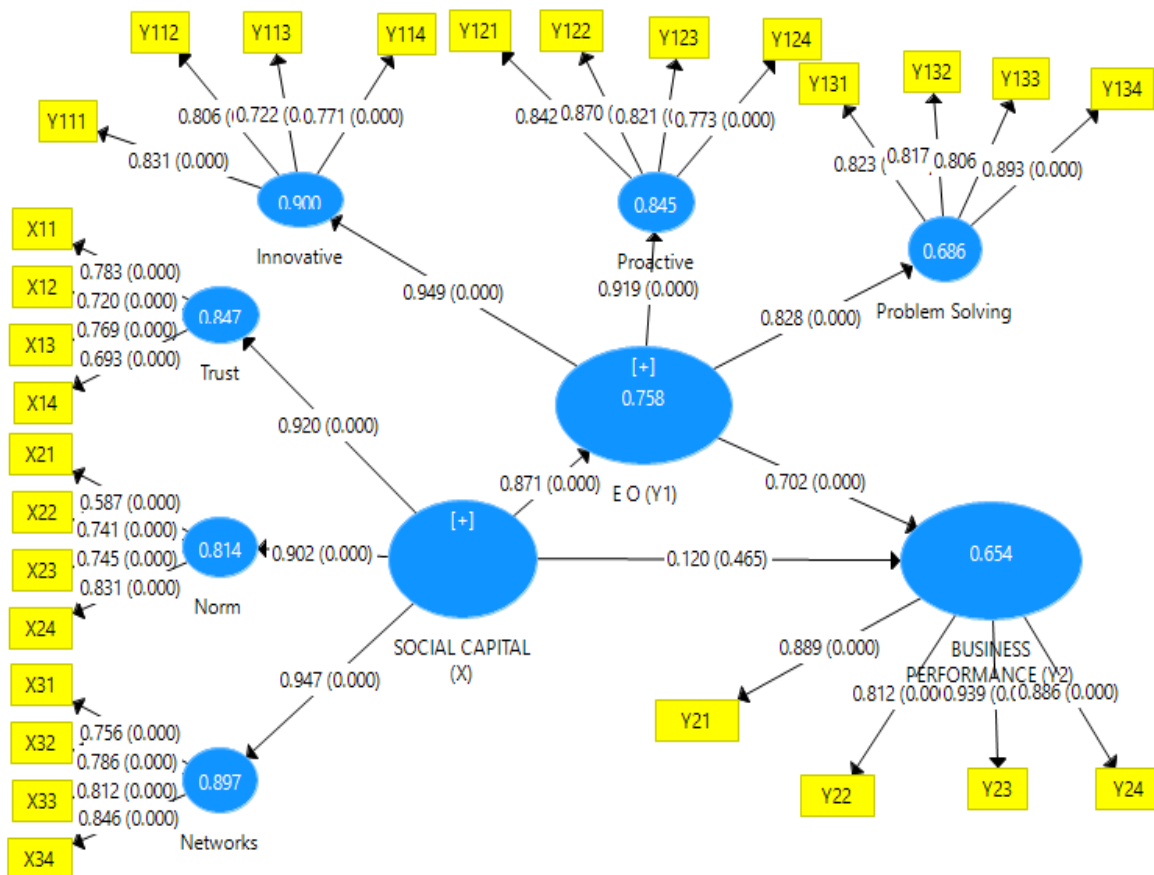 Y112
Y113
Y114
Y121
Y122
Y123
Y124
Y131
Y132
Y133
Y134
Y111
0.806 (
0.722 (0.
0.771 (0.000)
0.842
0.870 (
0.821 (
0.773 (0.000)
0.831 (0.000)
0.823 (
0.817
0.806
0.893 (0.000)
0.900
Innovative
0.845
Proactive
0.686
Problem Solving
X11
X12
X13
X14
0.783 (0.000)
0.720 (0.000)
0.769 (0.000)
0.693 (0.000)
0.847
Trust
0.949 (0.000)
0.919 (0.000)
0.828 (0.000)
[+]
0.758
E O (Y1)
0.920 (0.000)
0.871 (0.000)
0.702 (0.000)
X21
X22
X23
X24
0.587 (0.000)
0.741 (0.000)
0.745 (0.000)
0.831 (0.000)
0.814
Norm
0.902 (0.000)
[+]
SOCIAL CAPITAL
(X)
0.120 (0.465)
0.654
BUSINESS
PERFORMANCE (Y2)
0.947 (0.000)
0.889 (0.000)
0.812 (0.00
0.939 (0.0
0.886 (0.000)
X31
X32
X33
X34
0.756 (0.000)
0.786 (0.000)
0.812 (0.000)
0.846 (0.000)
0.897
Networks
Y21
Y22
Y23
Y24